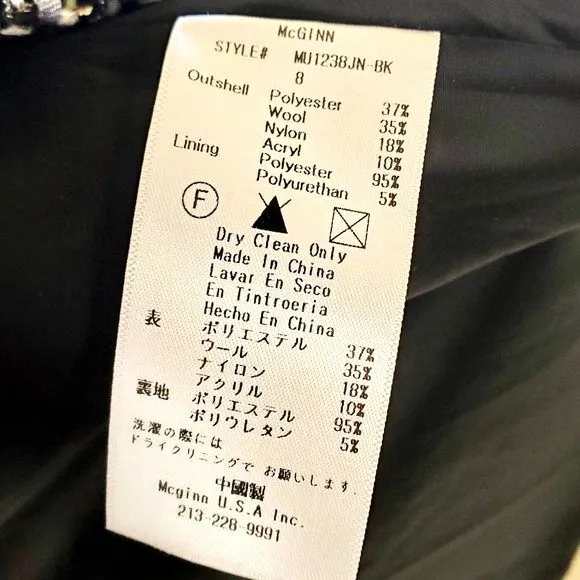 McGINN
STYLE# MU1238JN-BK
8
Outshell Polyester 37%
Wool 35%
Nylon 18%
Acryl 10%
Lining Polyester 95%
Polyurethan 5%
F
Dry Clean Only
Made In China
Lavar En Seco
En Tintroeria
Hecho En China
表 ポリエステル 37%
ウール 35%
ナイロン 18%
アクリル 10%
裏地 ポリエステル 95%
ポリウレタン 5%
洗濯の際には
ドライクリニングで お願いします.
中國製
Mcginn U.S.A Inc.
213-228-9991